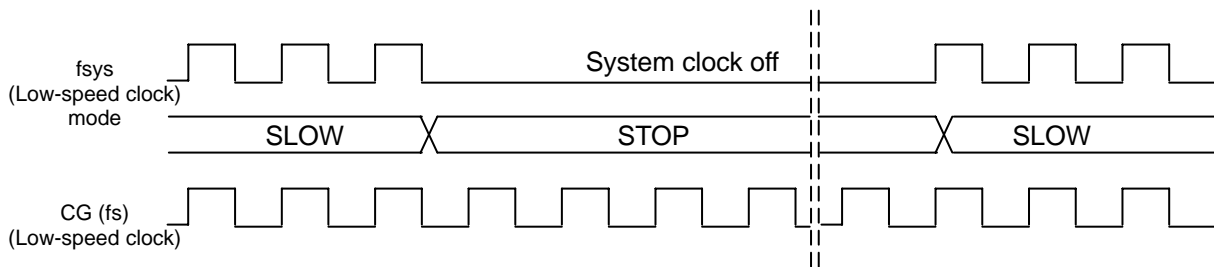 fsys
(Low-speed clock)
mode
System clock off
SLOW
STOP
SLOW
CG (fs)
(Low-speed clock)